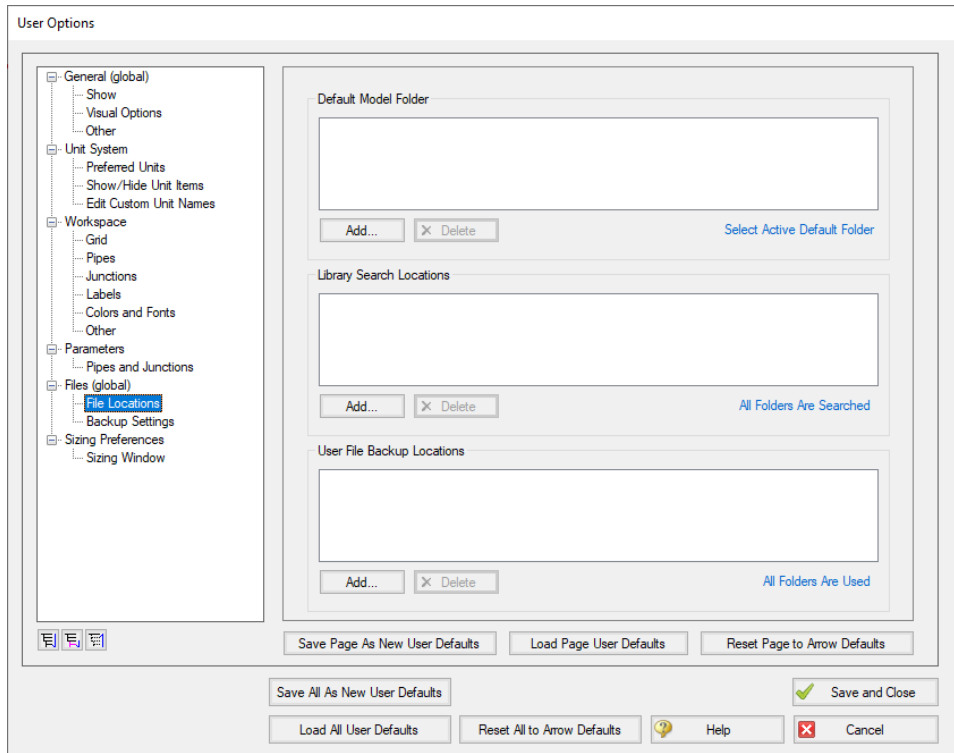 User Options
General (global)
Show
Visual Options
Other
Unit System
Preferred Units
Show/Hide Unit Items
Edit Custom Unit Names
Workspace
Grid
Pipes
Junctions
Labels
Colors and Fonts
Other
Parameters
Pipes and Junctions
Files (global)
File Locations
Backup Settings
Sizing Preferences
Sizing Window
Default Model Folder
Add... Delete Select Active Default Folder
Library Search Locations
Add... Delete All Folders Are Searched
User File Backup Locations
Add... Delete All Folders Are Used
Save Page As New User Defaults Load Page User Defaults Reset Page to Arrow Defaults
Save All As New User Defaults Save and Close
Load All User Defaults Reset All to Arrow Defaults Help Cancel